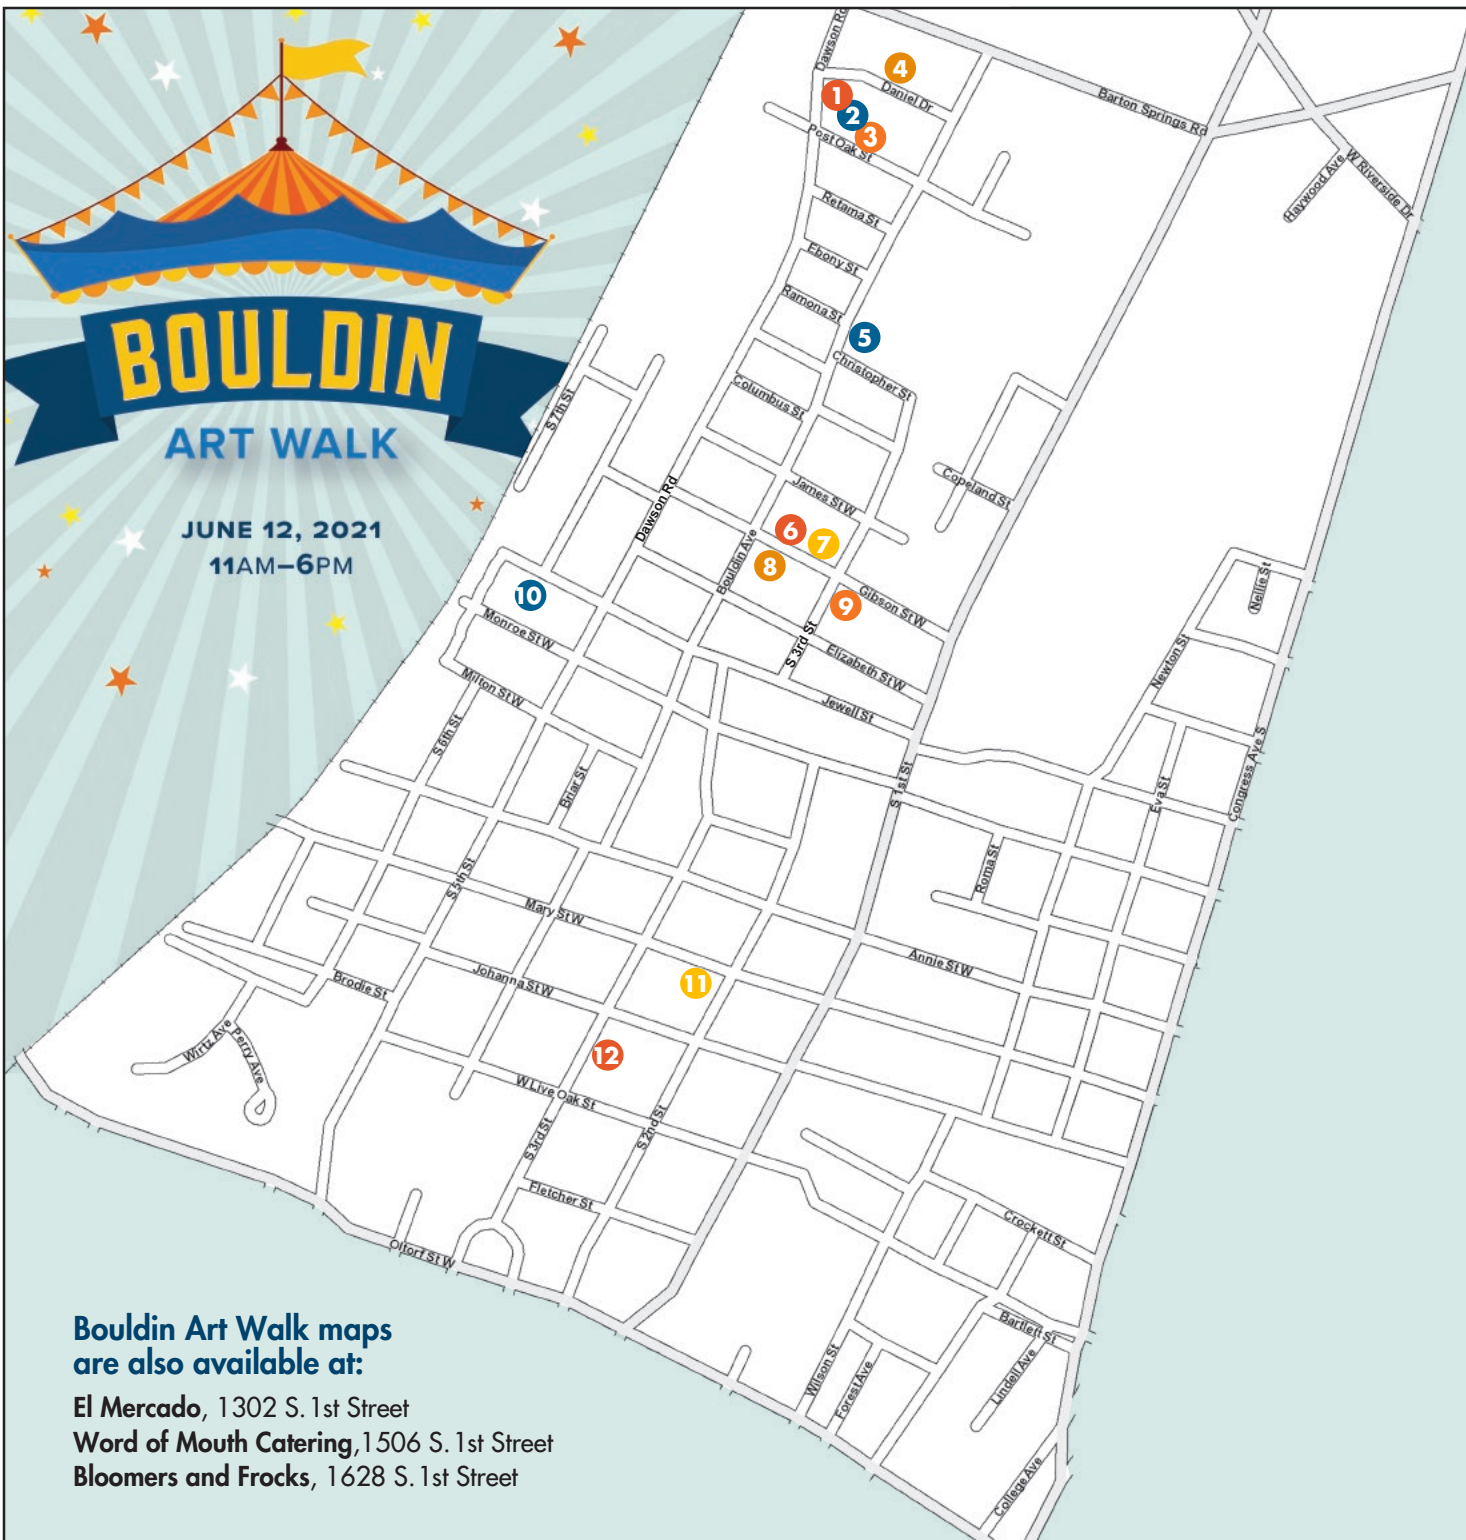 BOULDIN
ART WALK
JUNE 12, 2021
11AM–6PM
Dawson Rd
4
Daniel Dr
1
2
3
Post Oak St
Barton Springs Rd
Haywood Ave
W Riverside Dr
Retama St
Ebony St
Ramona St
5
Christopher St
Columbus St
S 7th St
Copeland St
James St W
Dawson Rd
6
7
Bouldin Ave
8
10
9
Gibson St W
Nellie St
Monroe St W
S 3rd St
Elizabeth St W
Newton St
Milton St W
Jewell St
S 6th St
Briar St
S 1st St
Eva St
Congress Ave S
Roma St
S 5th St
Mary St W
Annie St W
Johanna St W
11
Brodie St
Wirtz Ave
Perry Ave
12
W Live Oak St
S 3rd St
S 2nd St
Fletcher St
Crockett St
Oltorf St W
Bartlett St
Wilson St
Forest Ave
Lindell Ave
College Ave
Bouldin Art Walk maps
are also available at:
El Mercado, 1302 S. 1st Street
Word of Mouth Catering,1506 S. 1st Street
Bloomers and Frocks, 1628 S. 1st Street